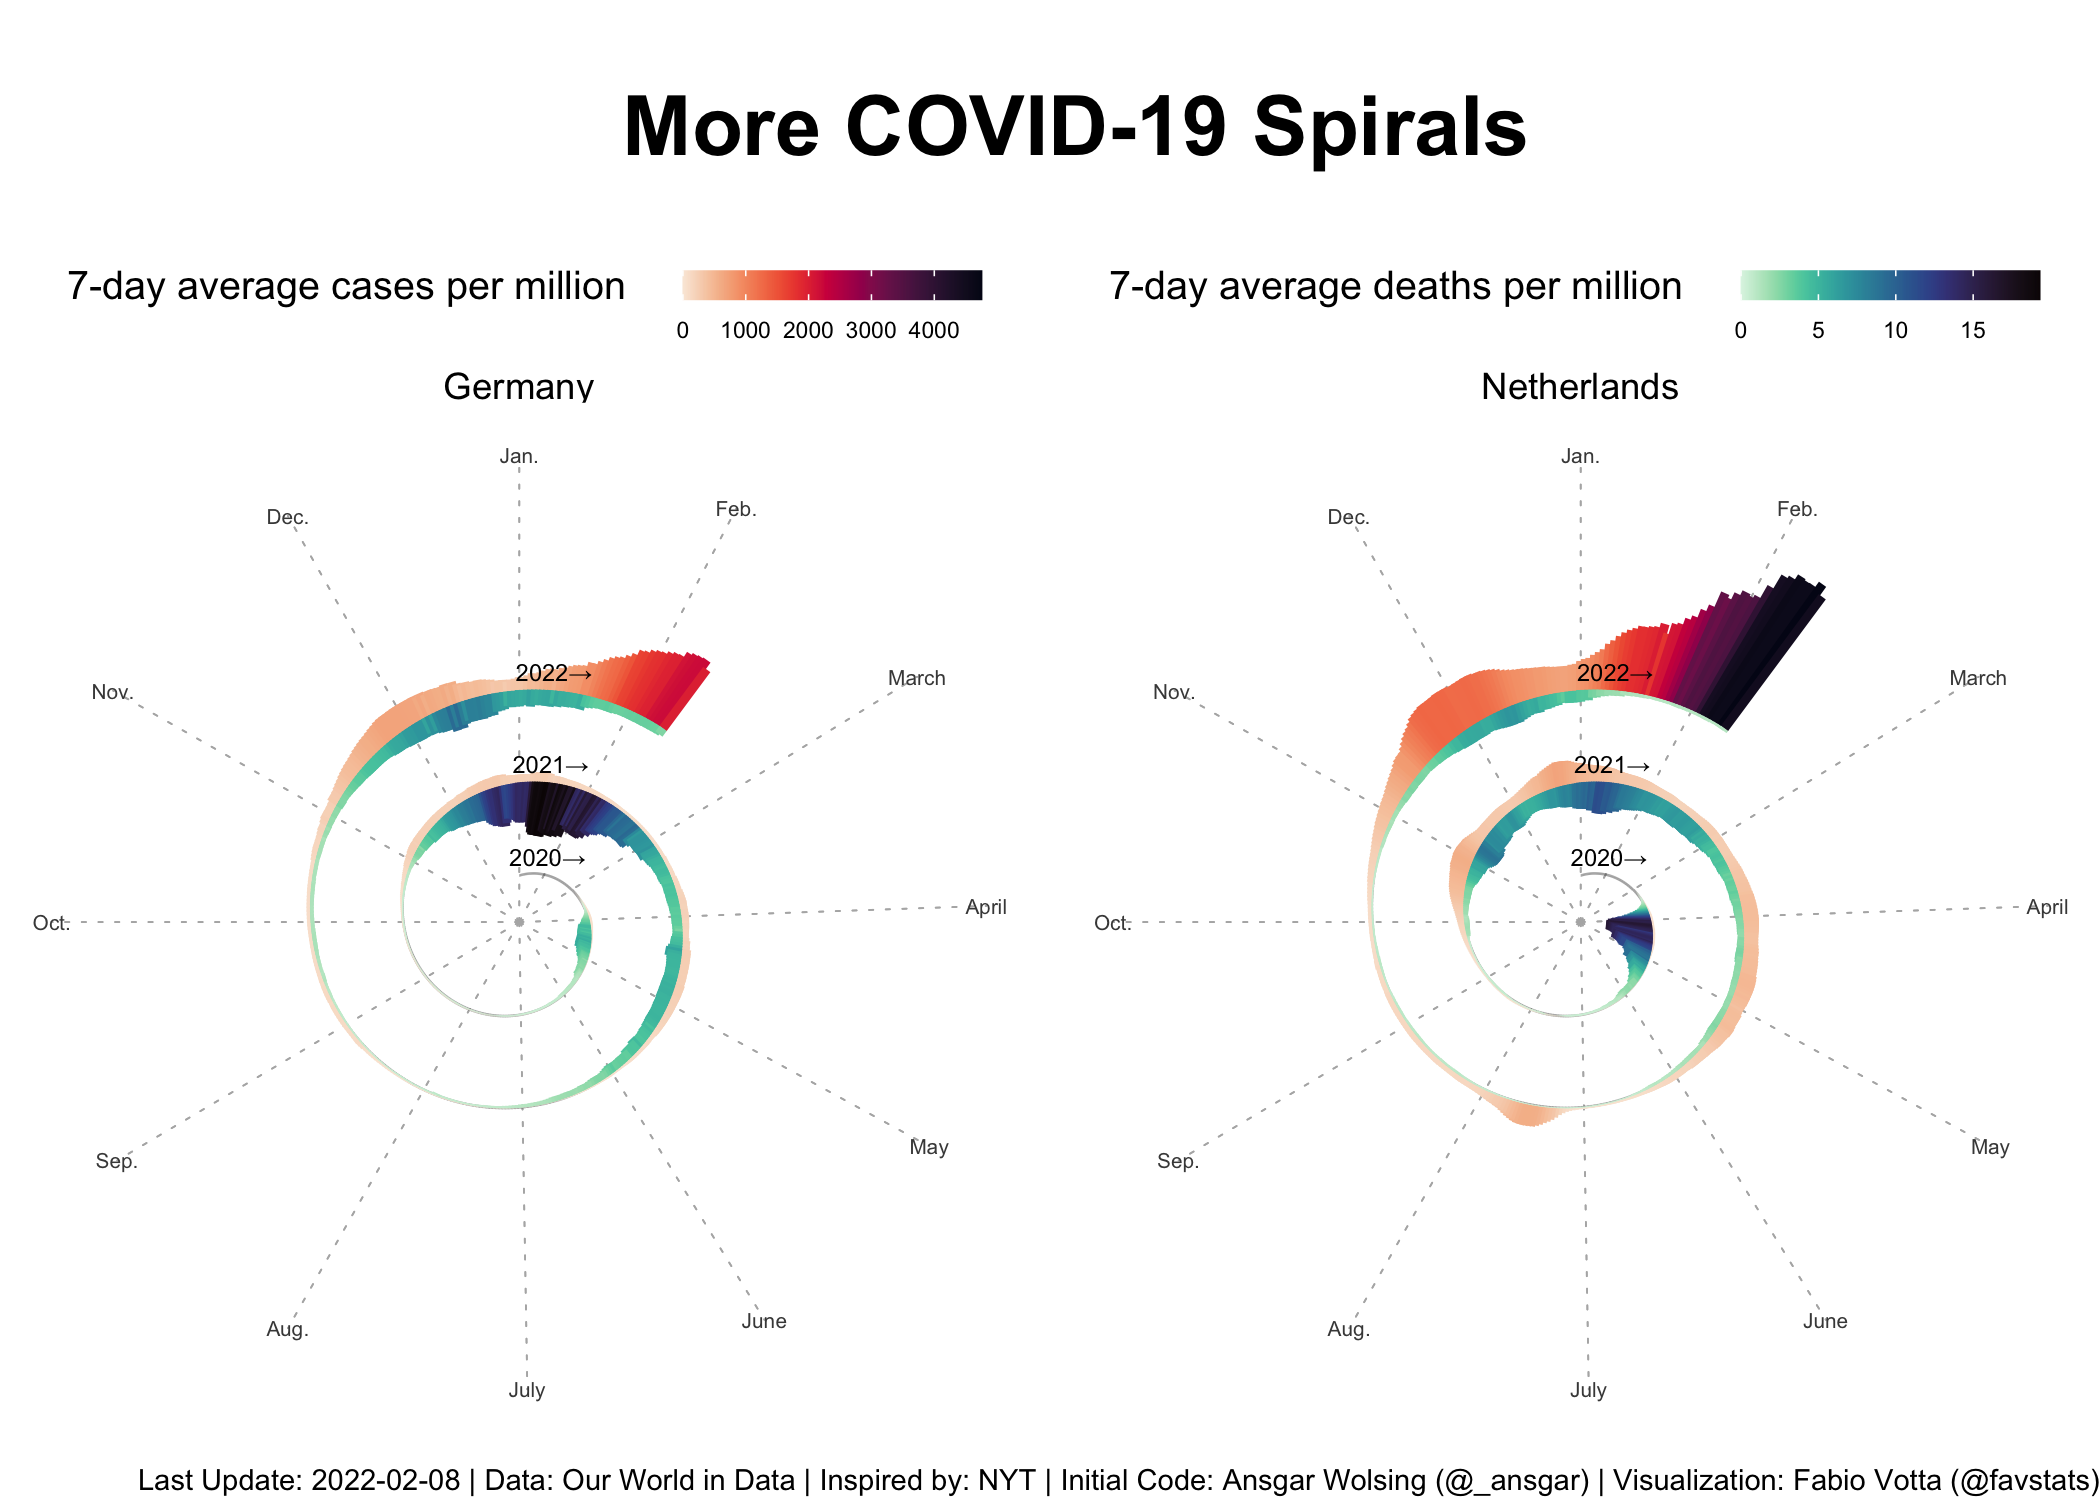 More COVID-19 Spirals
7-day average cases per million
0 1000 2000 3000 4000
7-day average deaths per million
0 5 10 15
Germany
Jan.
Feb.
March
April
May
June
July
Aug.
Sep.
Oct.
Nov.
Dec.
2022→
2021→
2020→
Netherlands
Jan.
Feb.
March
April
May
June
July
Aug.
Sep.
Oct.
Nov.
Dec.
2022→
2021→
2020→
Last Update: 2022-02-08 | Data: Our World in Data | Inspired by: NYT | Initial Code: Ansgar Wolsing (@_ansgar) | Visualization: Fabio Votta (@favstats)